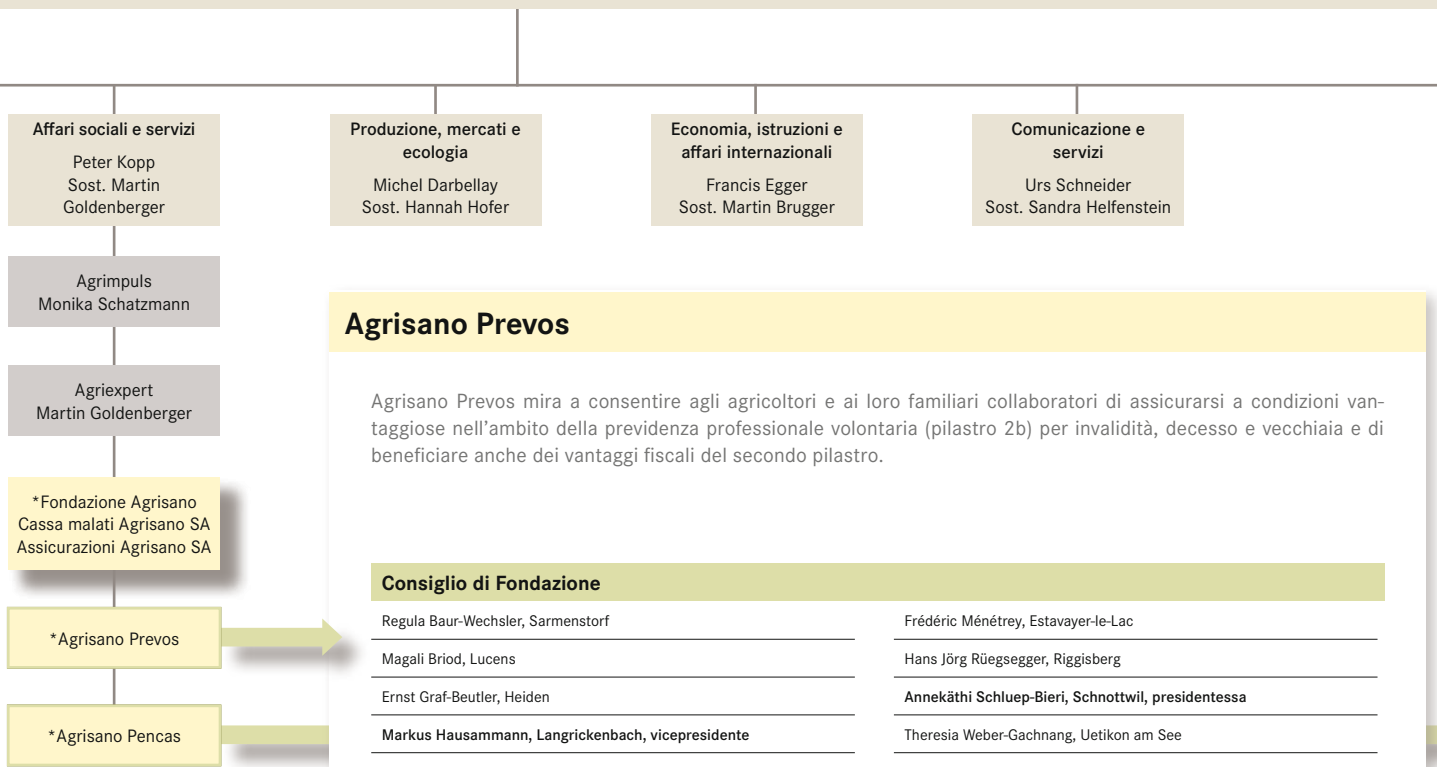 Affari sociali e servizi
Peter Kopp
Sost. Martin
Goldenberger
Produzione, mercati e
ecologia
Michel Darbellay
Sost. Hannah Hofer
Economia, istruzioni e
affari internazionali
Francis Egger
Sost. Martin Brugger
Comunicazione e
servizi
Urs Schneider
Sost. Sandra Helfenstein
Agrimpuls
Monika Schatzmann
Agriexpert
Martin Goldenberger
*Fondazione Agrisano
Cassa malati Agrisano SA
Assicurazioni Agrisano SA
*Agrisano Prevos
*Agrisano Pencas
Agrisano Prevos
Agrisano Prevos mira a consentire agli agricoltori e ai loro familiari collaboratori di assicurarsi a condizioni van-
taggiose nell'ambito della previdenza professionale volontaria (pilastro 2b) per invalidità, decesso e vecchiaia e di
beneficiare anche dei vantaggi fiscali del secondo pilastro.
Consiglio di Fondazione
Regula Baur-Wechsler, Sarmenstorf
Magali Briod, Lucens
Ernst Graf-Beutler, Heiden
Markus Hausammann, Langrickenbach, vicepresidente
Frédéric Ménétrey, Estavayer-le-Lac
Hans Jörg Rüegsegger, Riggisberg
Annekäthi Schluep-Bieri, Schnottwil, presidentessa
Theresia Weber-Gachnang, Uetikon am See